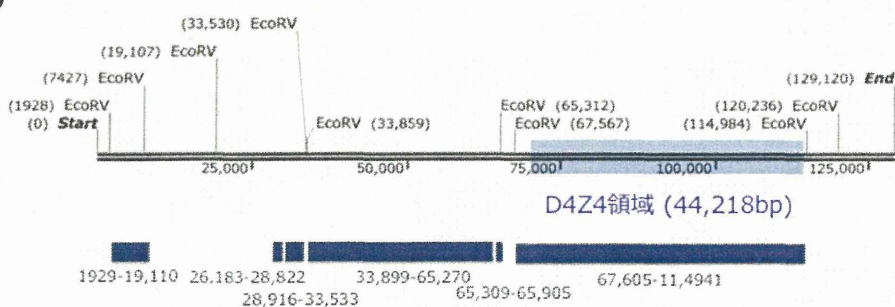 )
(33,530) EcoRV
(19,107) EcoRV
(7427) EcoRV
(129,120) End
(1928) EcoRV
EcoRV (65,312)
(120,236) EcoRV
(0) Start
EcoRV (33,859)
EcoRV (67,567)
(114,984) EcoRV
25,000
50,000
75,000
100,000
125,000
D4Z4領域 (44,218bp)
1929-19,110
26,183-28,822
33,899-65,270
67,605-11,4941
28,916-33,533
65,309-65,905